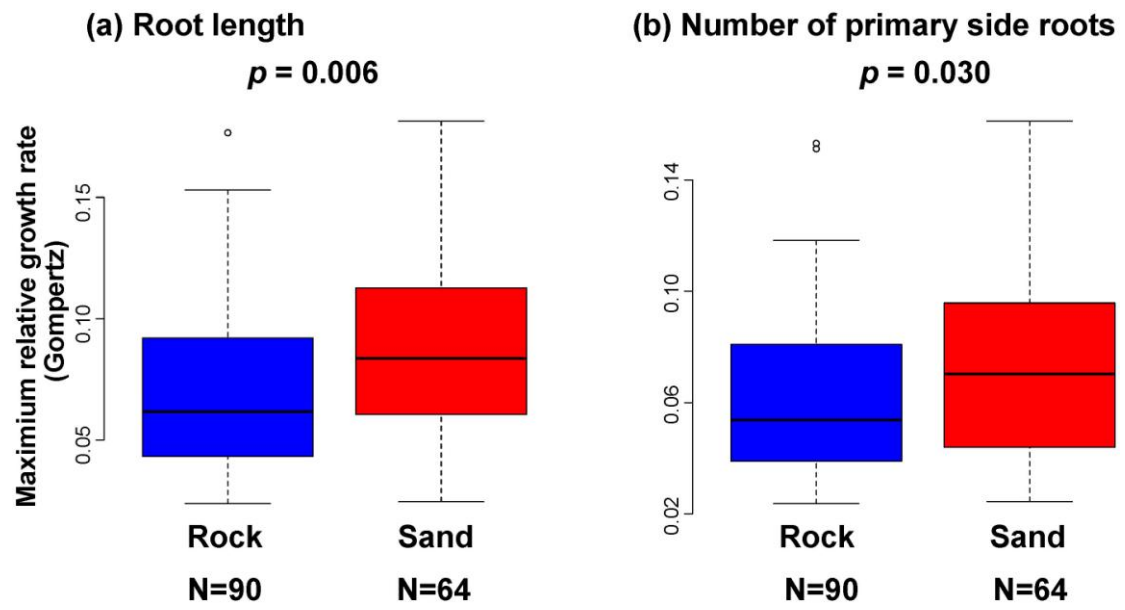 (a) Root length
p = 0.006
Maximium relative growth rate
(Gompertz)
0.15
0.10
0.05
Rock
Sand
N=90
N=64
(b) Number of primary side roots
p = 0.030
0.14
0.10
0.06
0.02
Rock
Sand
N=90
N=64